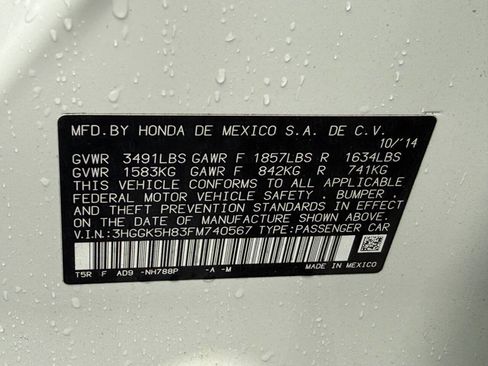 MFD.BY HONDA DE MEXICO S.A. DE C.V.
10/'14
GVWR 3491LBS GAWR F 1857LBS R 1634LBS
GVWR 1583KG GAWR F 842KG R 741KG
THIS VEHICLE CONFORMS TO ALL APPLICABLE
FEDERAL MOTOR VEHICLE SAFETY . BUMPER .
AND THEFT PREVENTION STANDARDS IN EFFECT
ON THE DATE OF MANUFACTURE SHOWN ABOVE.
V.I.N.:3HGGK5H83FM740567 TYPE:PASSENGER CAR
T5R F AD9 -NH788P -A -M MADE IN MEXICO